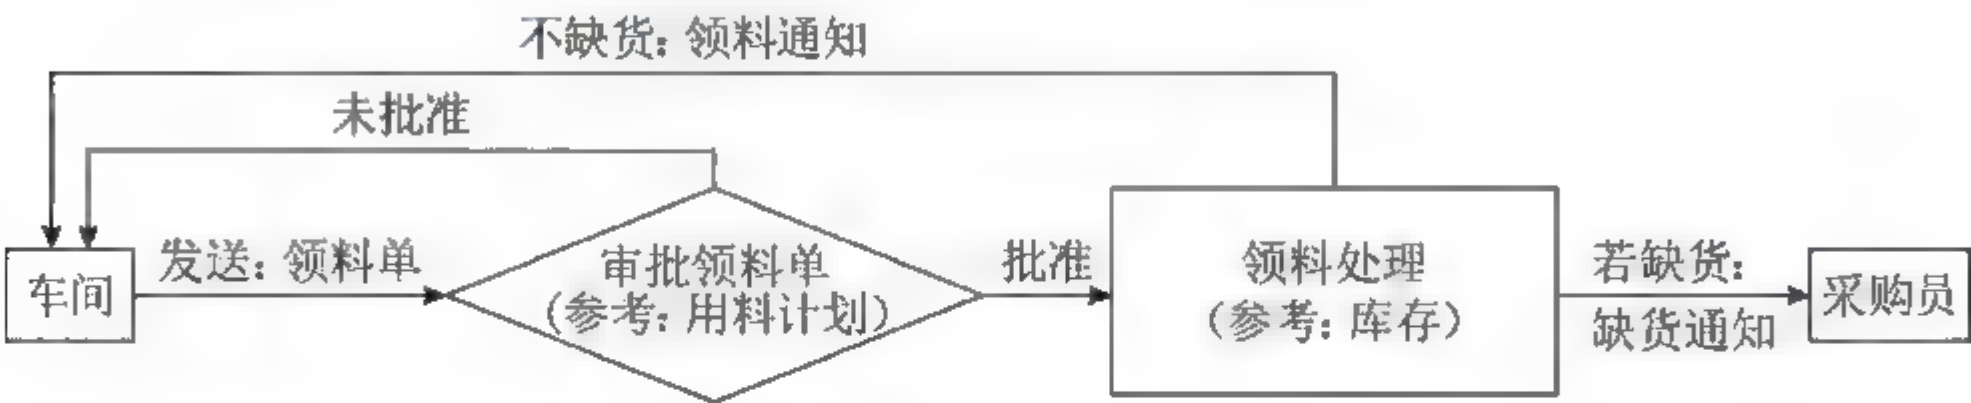 不缺货：领料通知
未批准
车间
发送：领料单
审批领料单
（参考：用料计划）
批准
领料处理
（参考：库存）
若缺货：
缺货通知
采购员